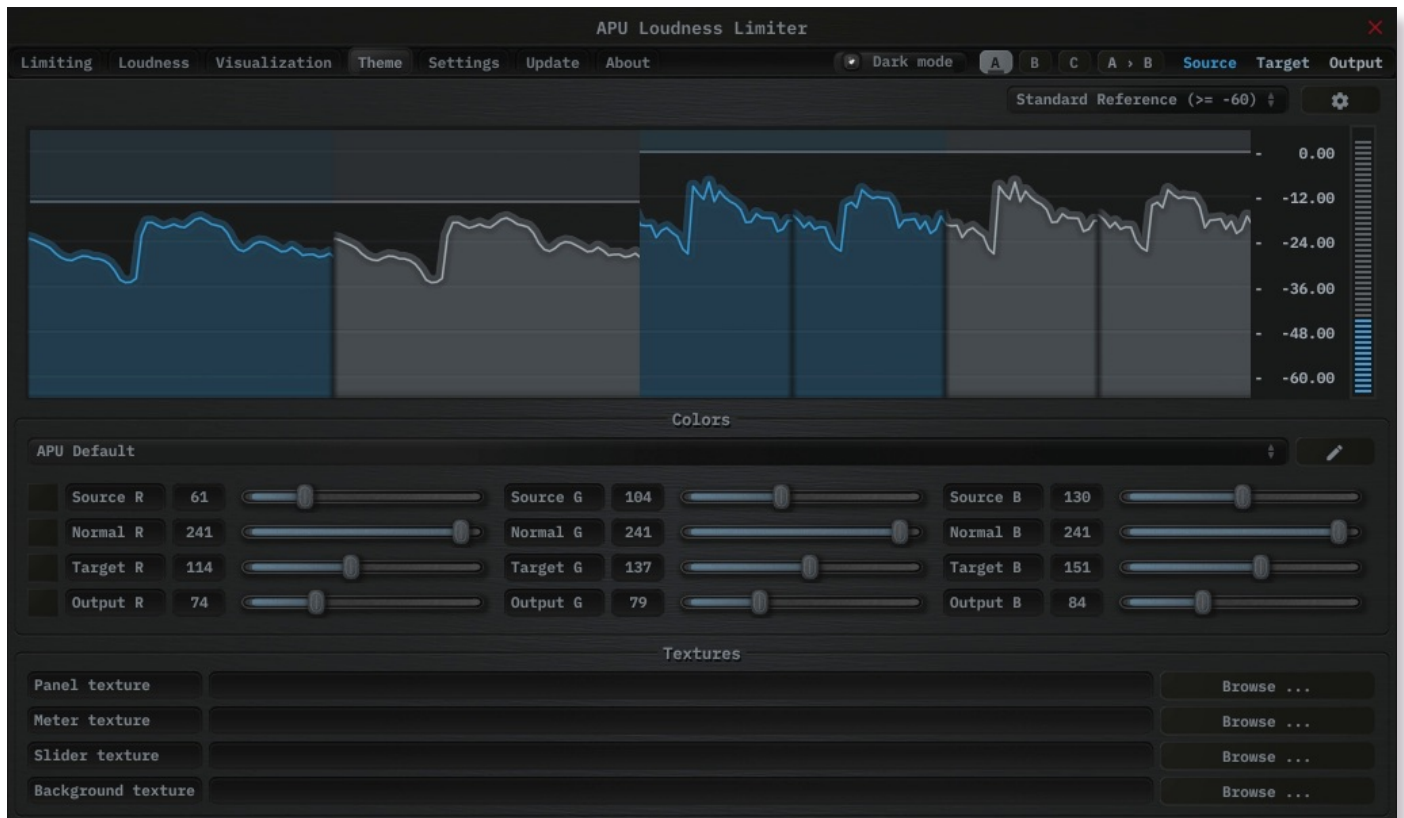 APU Loudness Limiter
Limiting Loudness Visualization Theme Settings Update About Dark mode A B C A › B Source Target Output
Standard Reference (>= -60)
- 0.00
- -12.00
- -24.00
- -36.00
- -48.00
- -60.00
Colors
APU Default
Source R 61 Source G 104 Source B 130
Normal R 241 Normal G 241 Normal B 241
Target R 114 Target G 137 Target B 151
Output R 74 Output G 79 Output B 84
Textures
Panel texture Browse ...
Meter texture Browse ...
Slider texture Browse ...
Background texture Browse ...